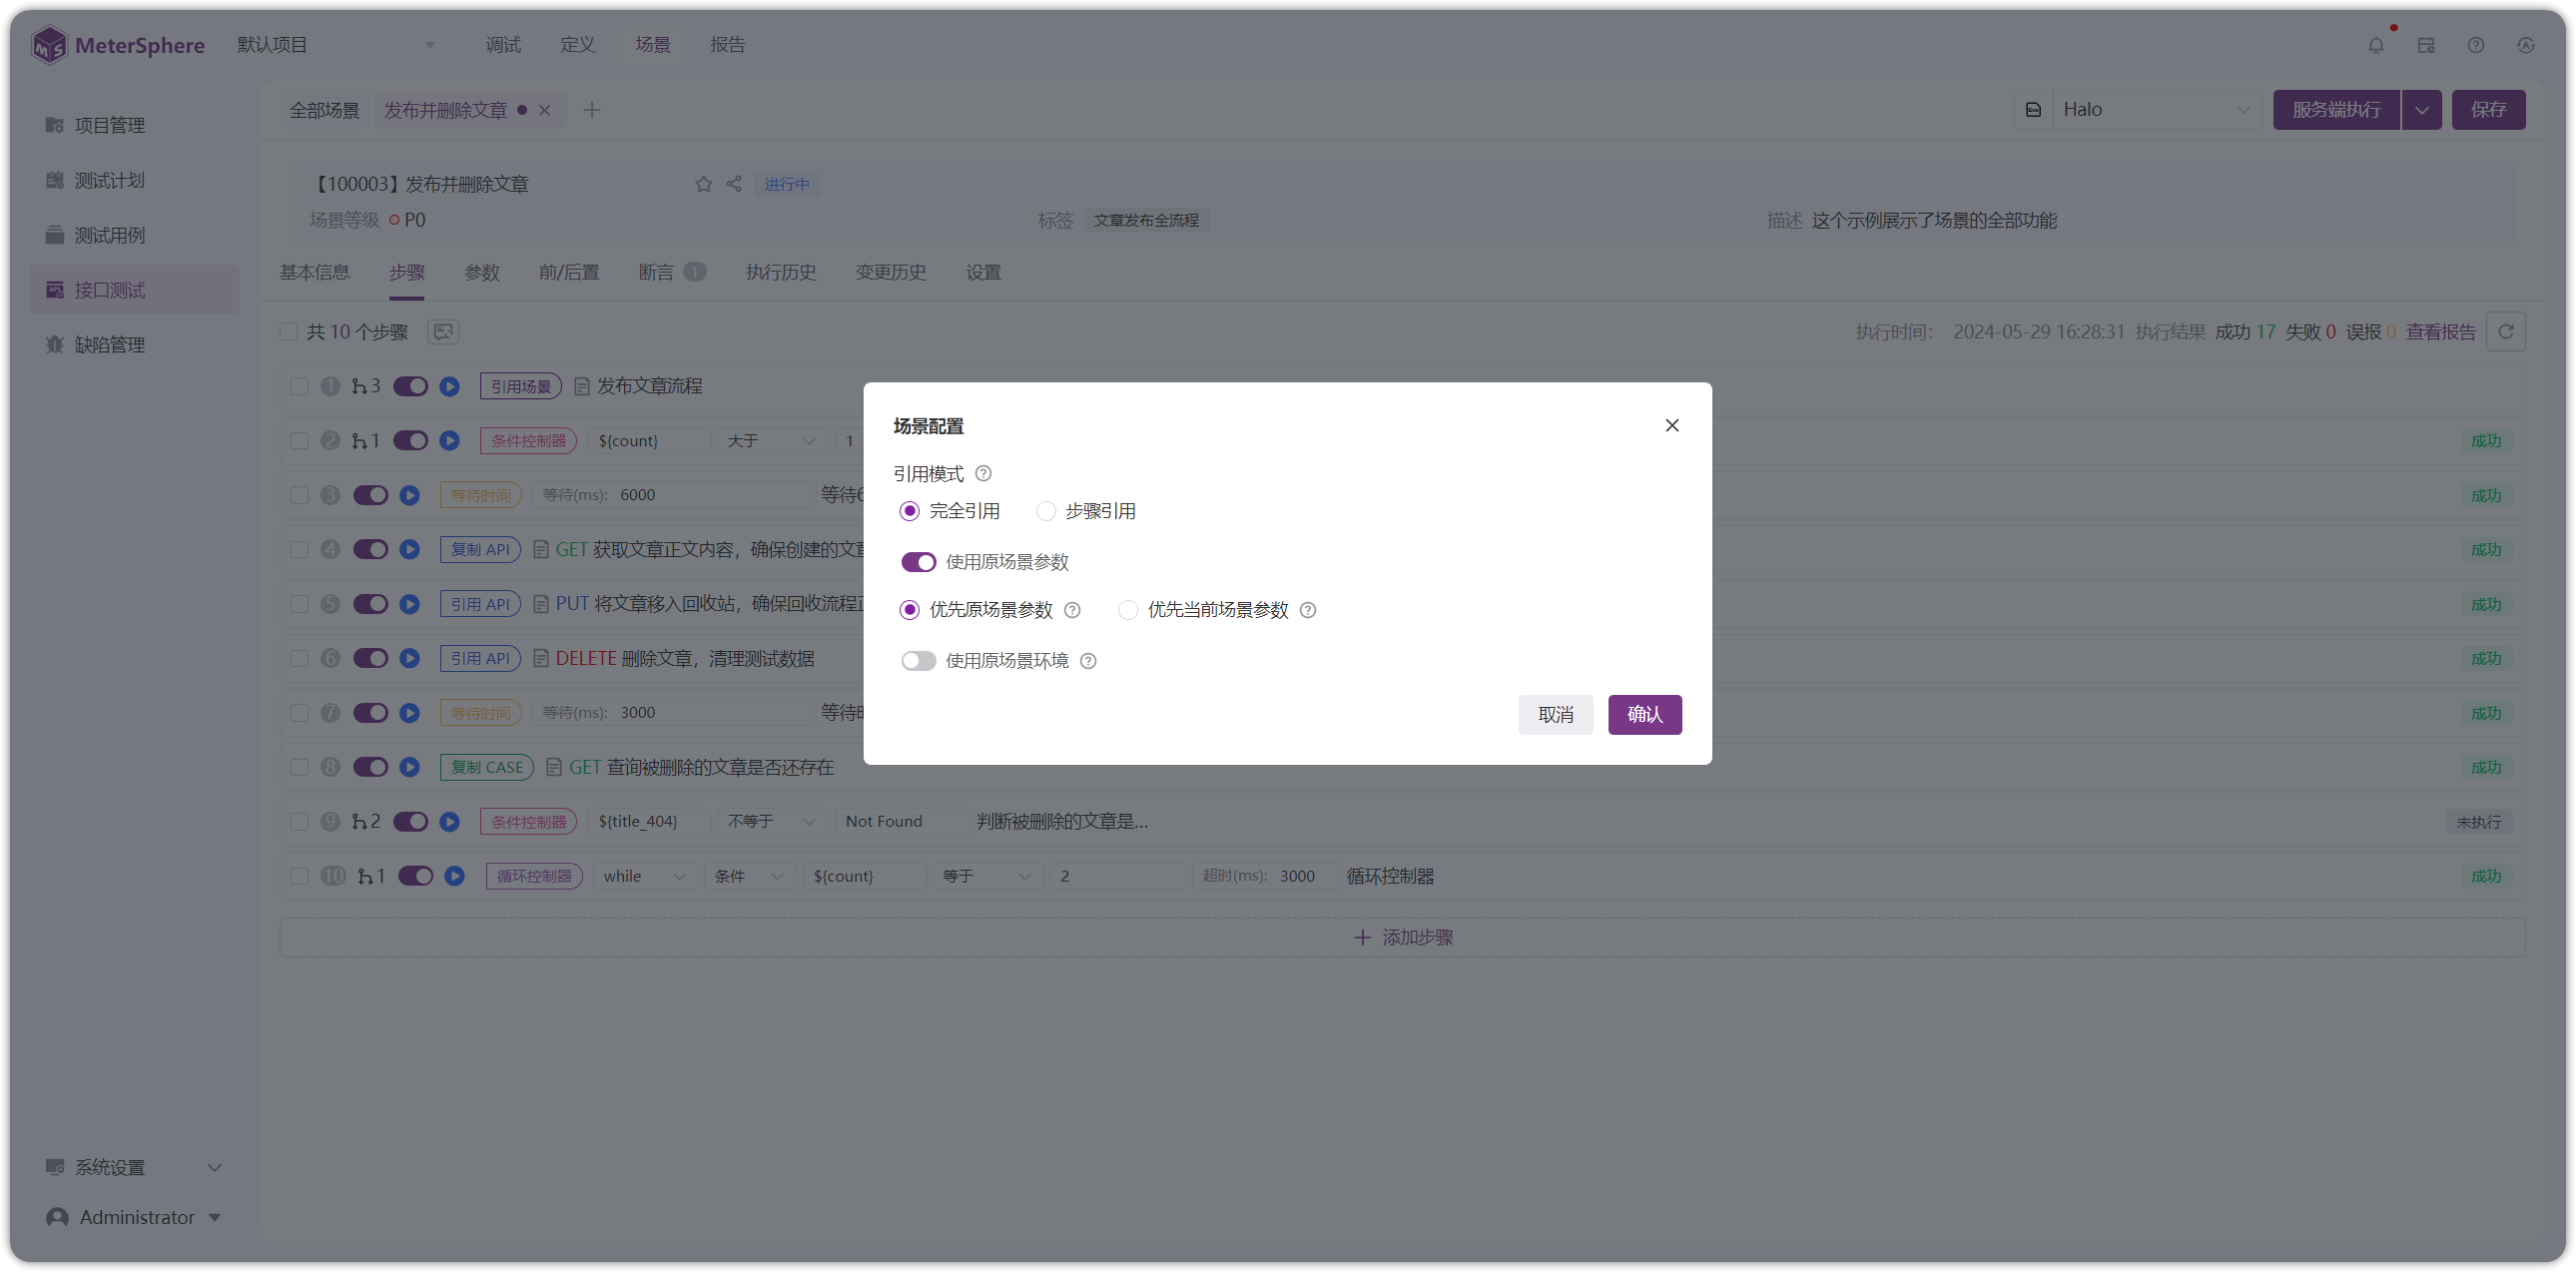 MeterSphere 默认项目 调试 定义 场景 报告
项目管理
测试计划
测试用例
接口测试
缺陷管理
系统设置
Administrator
全部场景 发布并删除文章 Halo 服务端执行 保存
【100003】发布并删除文章 进行中
场景等级 P0 标签 文章发布全流程 描述 这个示例展示了场景的全部功能
基本信息 步骤 参数 前/后置 断言 1 执行历史 变更历史 设置
共 10 个步骤 执行时间: 2024-05-29 16:28:31 执行结果 成功 17 失败 0 误报 0 查看报告
1 3 引用场景 发布文章流程
2 1 条件控制器 ${count} 大于 1 成功
3 等待时间 等待(ms): 6000 等待6 成功
4 复制 API GET 获取文章正文内容，确保创建的文章 成功
5 引用 API PUT 将文章移入回收站，确保回收流程正 成功
6 引用 API DELETE 删除文章，清理测试数据 成功
7 等待时间 等待(ms): 3000 等待 成功
8 复制 CASE GET 查询被删除的文章是否还存在 成功
9 2 条件控制器 ${title_404} 不等于 Not Found 判断被删除的文章是... 未执行
10 1 循环控制器 while 条件 ${count} 等于 2 超时(ms): 3000 循环控制器 成功
添加步骤
场景配置
引用模式
完全引用 步骤引用
使用原场景参数
优先原场景参数 优先当前场景参数
使用原场景环境
取消 确认